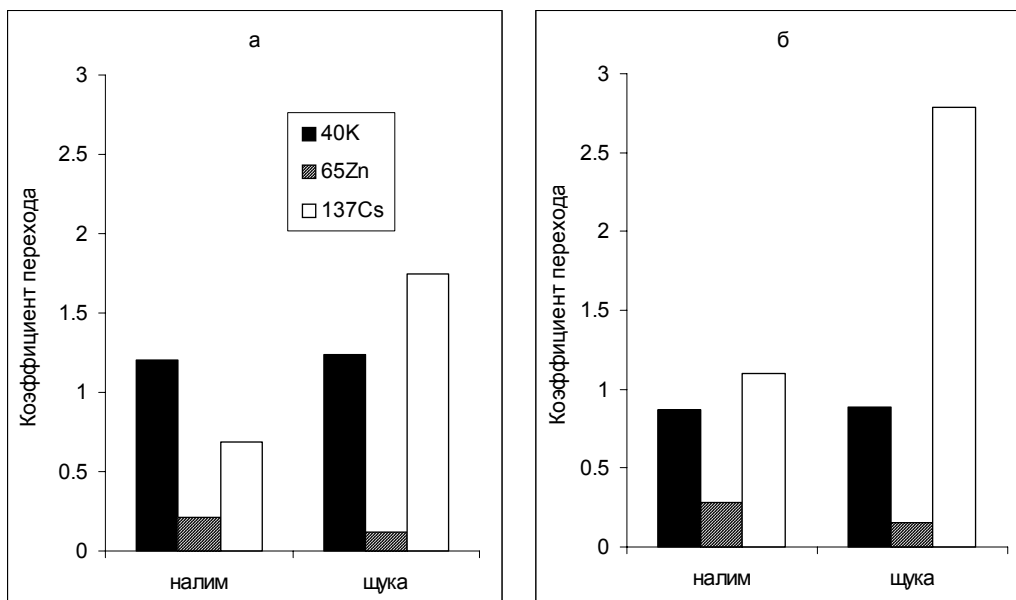 а
3
2.5
2
1.5
1
0.5
0
Коэффициент перехода
40K
65Zn
137Cs
налим
щука
б
3
2.5
2
1.5
1
0.5
0
Коэффициент перехода
налим
щука